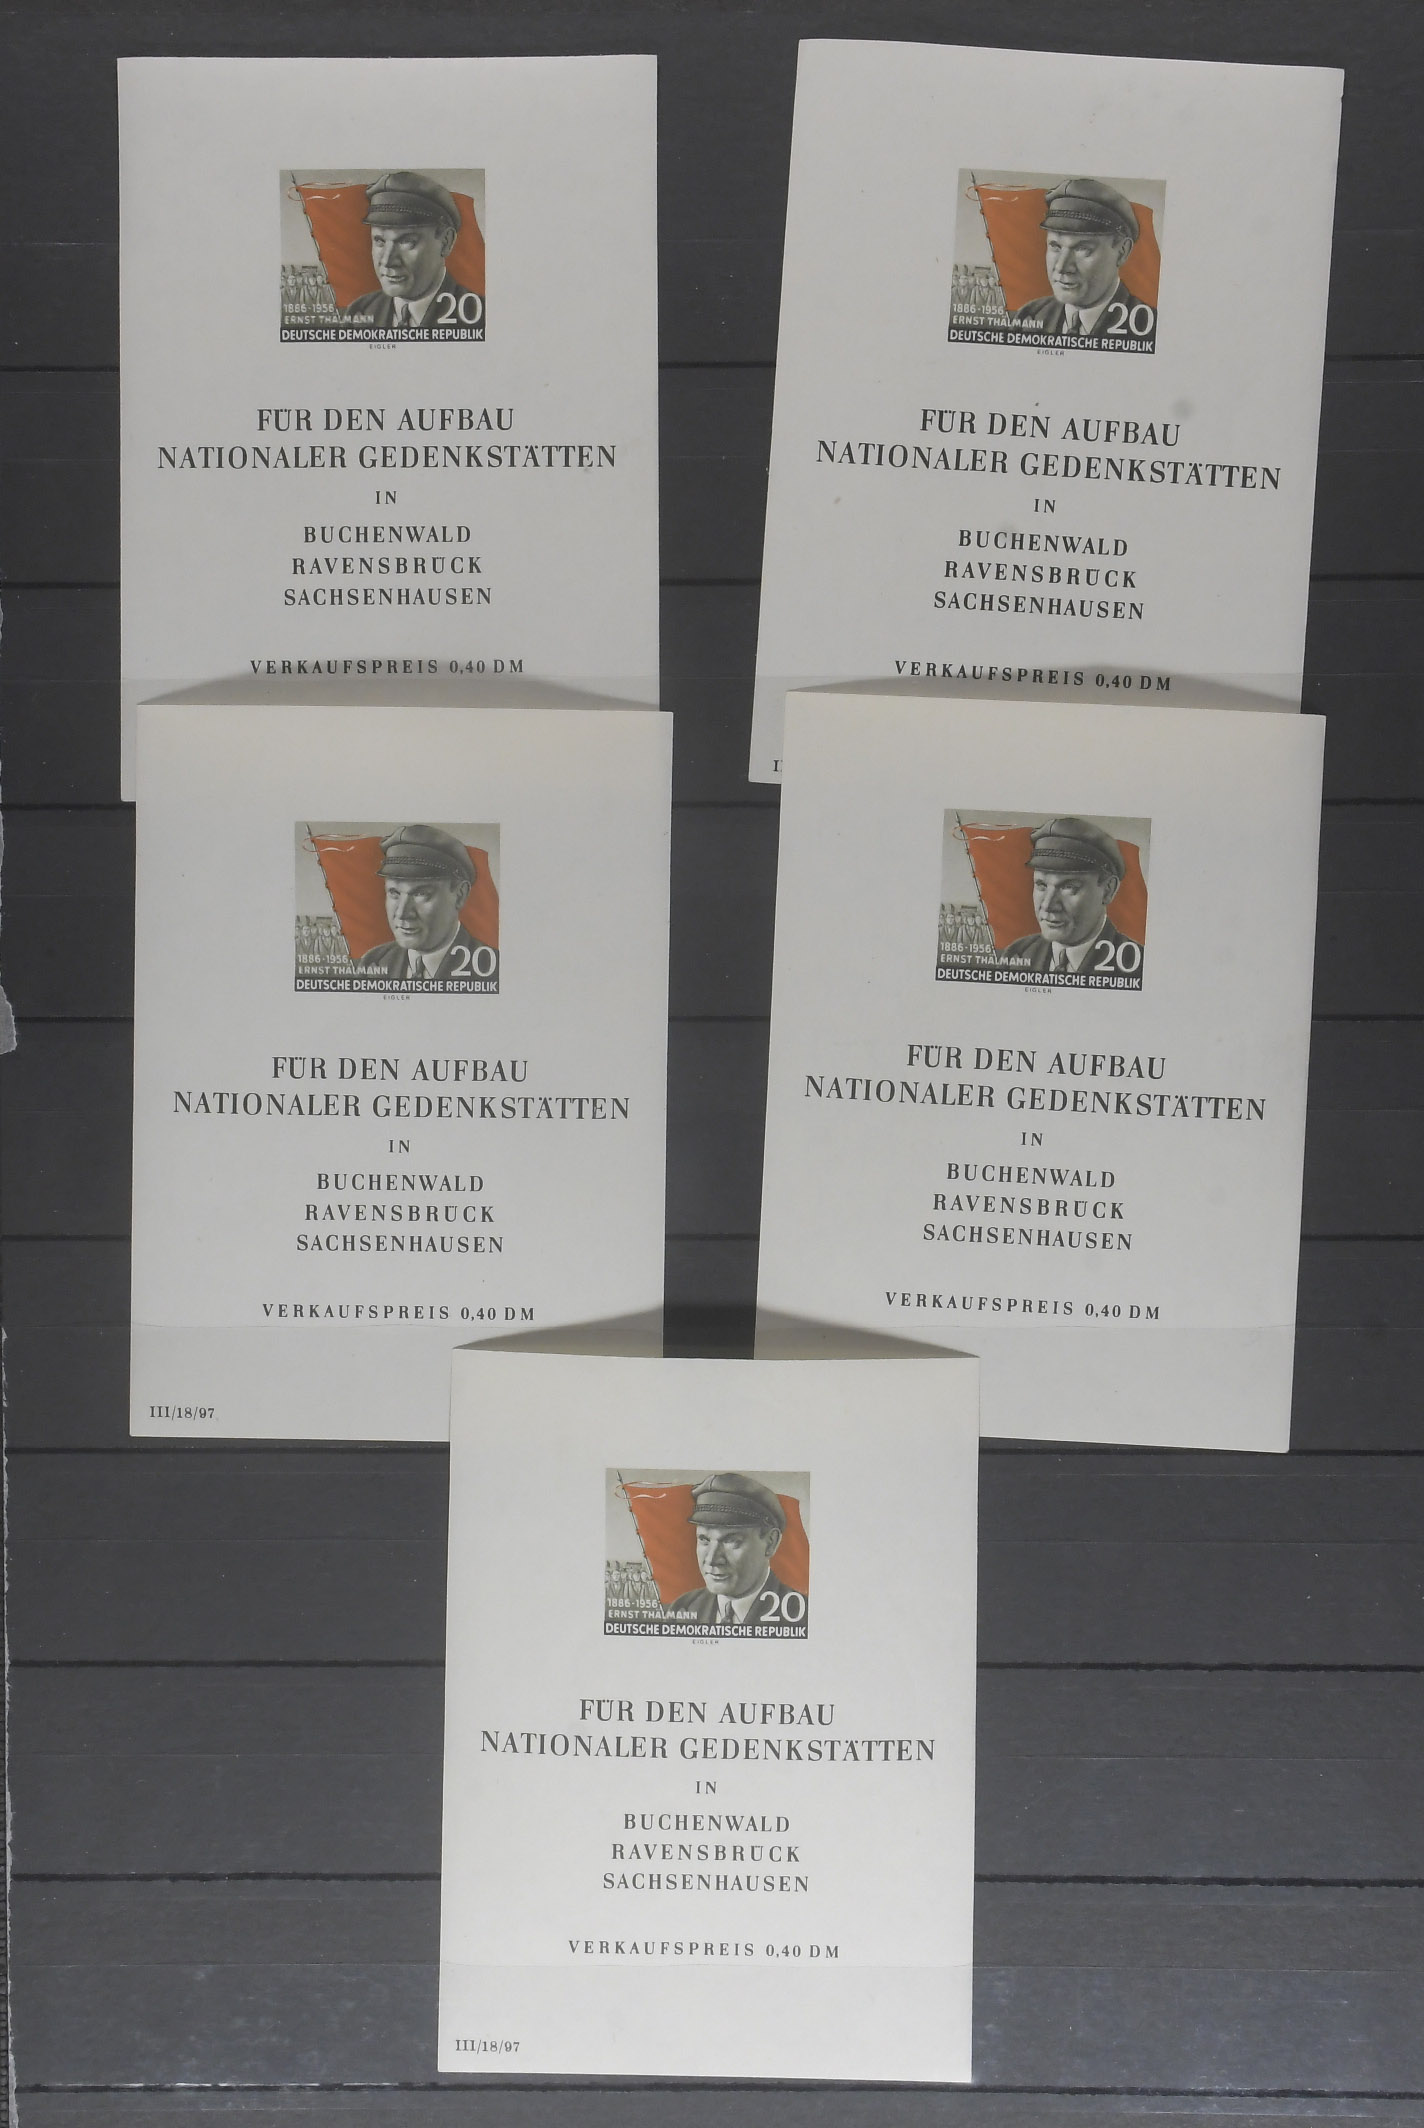 1886-1956
ERNST THÄLMANN
20
DEUTSCHE DEMOKRATISCHE REPUBLIK
EIGLER
FÜR DEN AUFBAU
NATIONALER GEDENKSTÄTTEN
IN
BUCHENWALD
RAVENSBRÜCK
SACHSENHAUSEN
VERKAUFSPREIS 0,40 DM
1886-1956
ERNST THÄLMANN
20
DEUTSCHE DEMOKRATISCHE REPUBLIK
EIGLER
FÜR DEN AUFBAU
NATIONALER GEDENKSTÄTTEN
IN
BUCHENWALD
RAVENSBRÜCK
SACHSENHAUSEN
VERKAUFSPREIS 0,40 DM
1886-1956
ERNST THÄLMANN
20
DEUTSCHE DEMOKRATISCHE REPUBLIK
EIGLER
FÜR DEN AUFBAU
NATIONALER GEDENKSTÄTTEN
IN
BUCHENWALD
RAVENSBRÜCK
SACHSENHAUSEN
VERKAUFSPREIS 0,40 DM
III/18/97
1886-1956
ERNST THÄLMANN
20
DEUTSCHE DEMOKRATISCHE REPUBLIK
EIGLER
FÜR DEN AUFBAU
NATIONALER GEDENKSTÄTTEN
IN
BUCHENWALD
RAVENSBRÜCK
SACHSENHAUSEN
VERKAUFSPREIS 0,40 DM
1886-1956
ERNST THÄLMANN
20
DEUTSCHE DEMOKRATISCHE REPUBLIK
EIGLER
FÜR DEN AUFBAU
NATIONALER GEDENKSTÄTTEN
IN
BUCHENWALD
RAVENSBRÜCK
SACHSENHAUSEN
VERKAUFSPREIS 0,40 DM
III/18/97